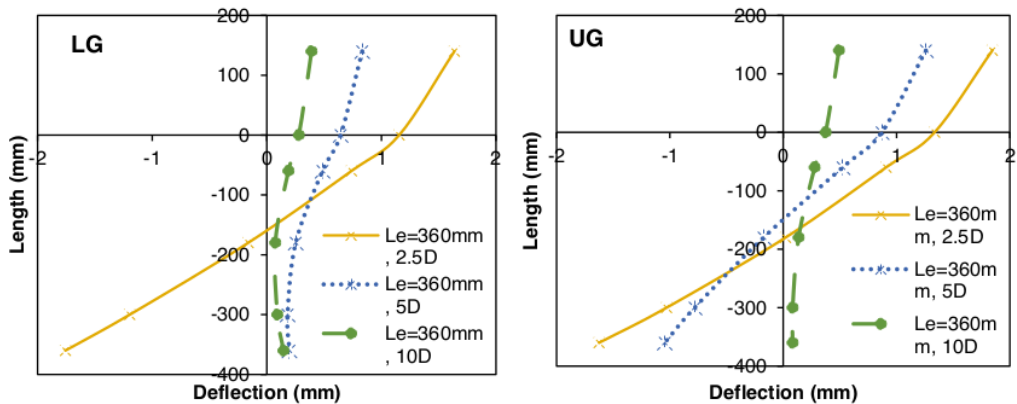 LG
200
100
0
-100
-200
-300
-400
-2
-1
0
1
2
Length (mm)
Deflection (mm)
Le=360mm
, 2.5D
Le=360mm
, 5D
Le=360mm
, 10D
UG
200
100
0
-100
-200
-300
-400
-2
-1
0
1
2
Length (mm)
Deflection (mm)
Le=360m
m, 2.5D
Le=360m
m, 5D
Le=360m
m, 10D